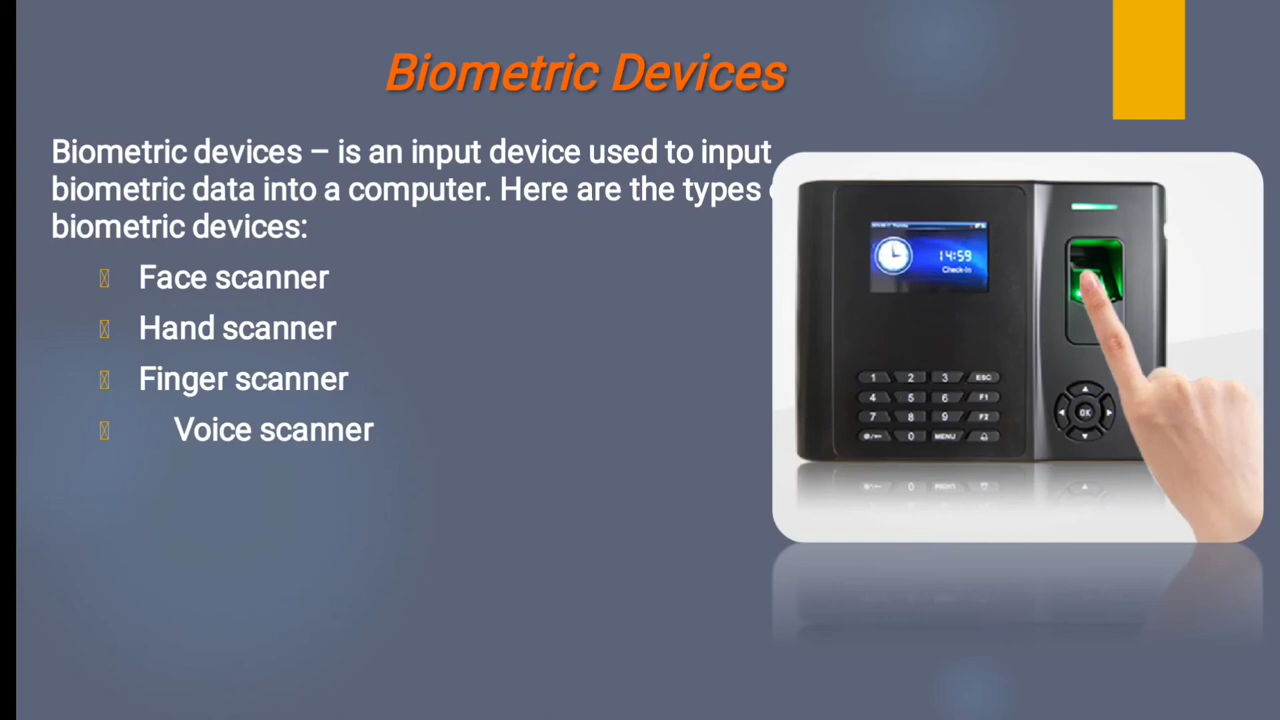 Biometric Devices
Biometric devices – is an input device used to input
biometric data into a computer. Here are the types
biometric devices:
Face scanner
Hand scanner
Finger scanner
Voice scanner
14:59
Check-In
1 2 3 ESC
4 5 6 F1
7 8 9 F2
0 MENU
OK